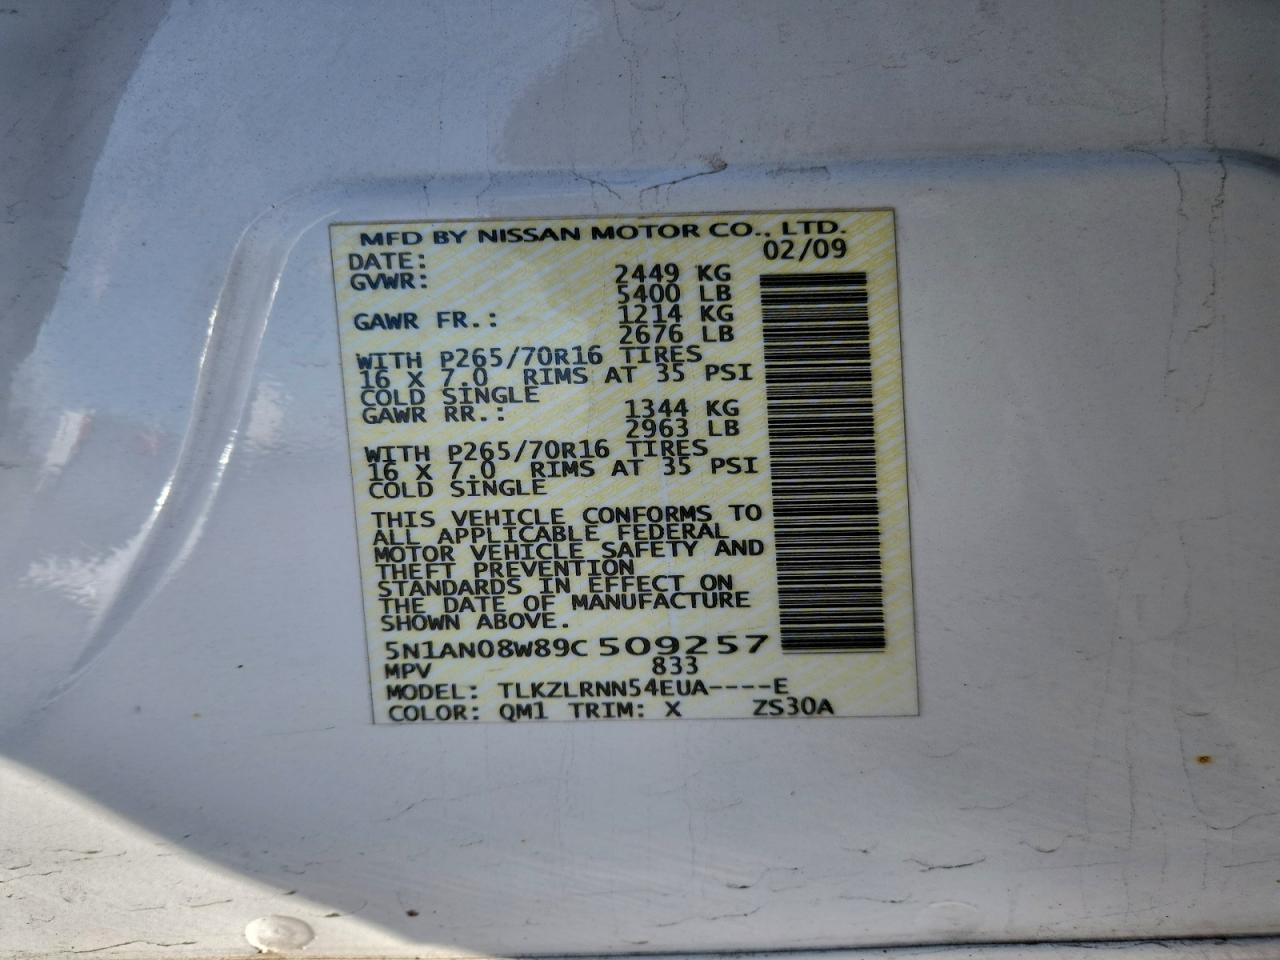 MFD BY NISSAN MOTOR CO., LTD.
DATE: 02/09
GVWR: 2449 KG
5400 LB
GAWR FR.: 1214 KG
2676 LB
WITH P265/70R16 TIRES
16 X 7.0 RIMS AT 35 PSI
COLD SINGLE
GAWR RR.: 1344 KG
2963 LB
WITH P265/70R16 TIRES
16 X 7.0 RIMS AT 35 PSI
COLD SINGLE
THIS VEHICLE CONFORMS TO
ALL APPLICABLE FEDERAL
MOTOR VEHICLE SAFETY AND
THEFT PREVENTION
STANDARDS IN EFFECT ON
THE DATE OF MANUFACTURE
SHOWN ABOVE.
5N1AN08W89C509257
MPV 833
MODEL: TLKZLRNN54EUA----E
COLOR: QM1 TRIM: X ZS30A